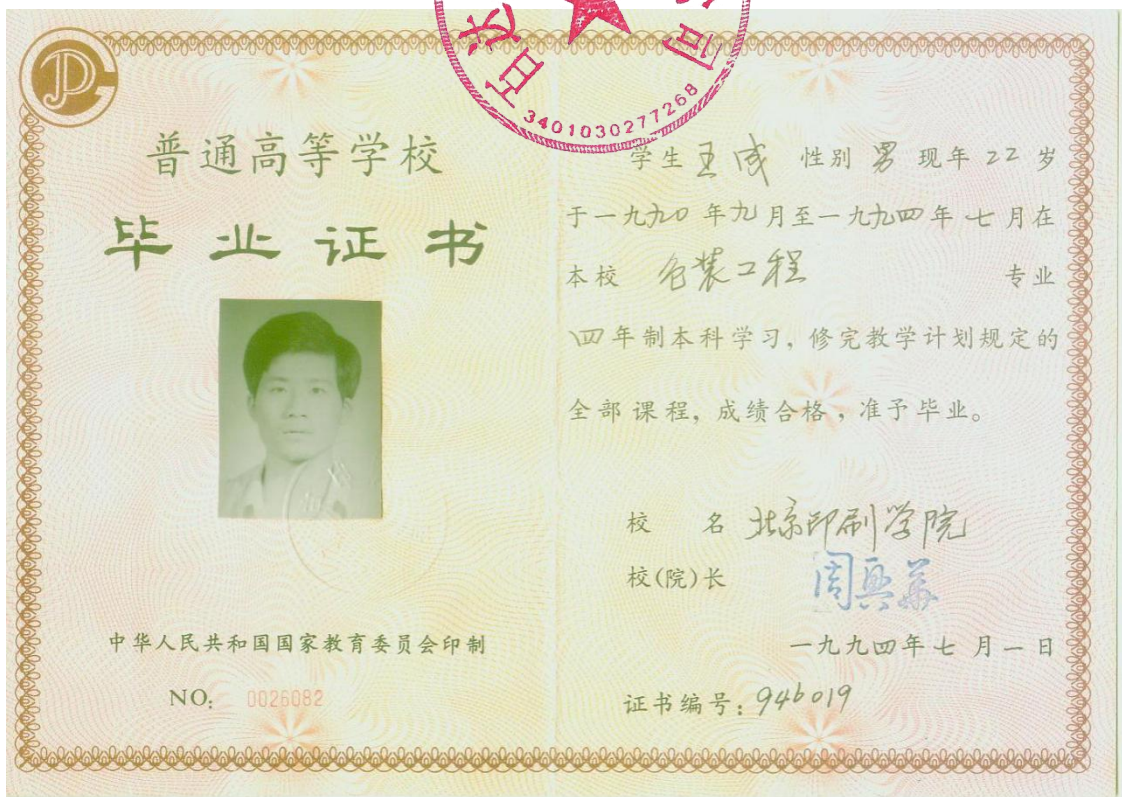 普通高等学校
毕业证书
中华人民共和国国家教育委员会印制
NO: 0026082
学生王成 性别 男 现年 22 岁
于一九九〇年九月至一九九四年七月在
本校 包装工程 专业
四年制本科学习,修完教学计划规定的
全部课程,成绩合格,准予毕业。
校 名 北京印刷学院
校(院)长
一九九四年七月一日
证书编号:946019
3401030277268